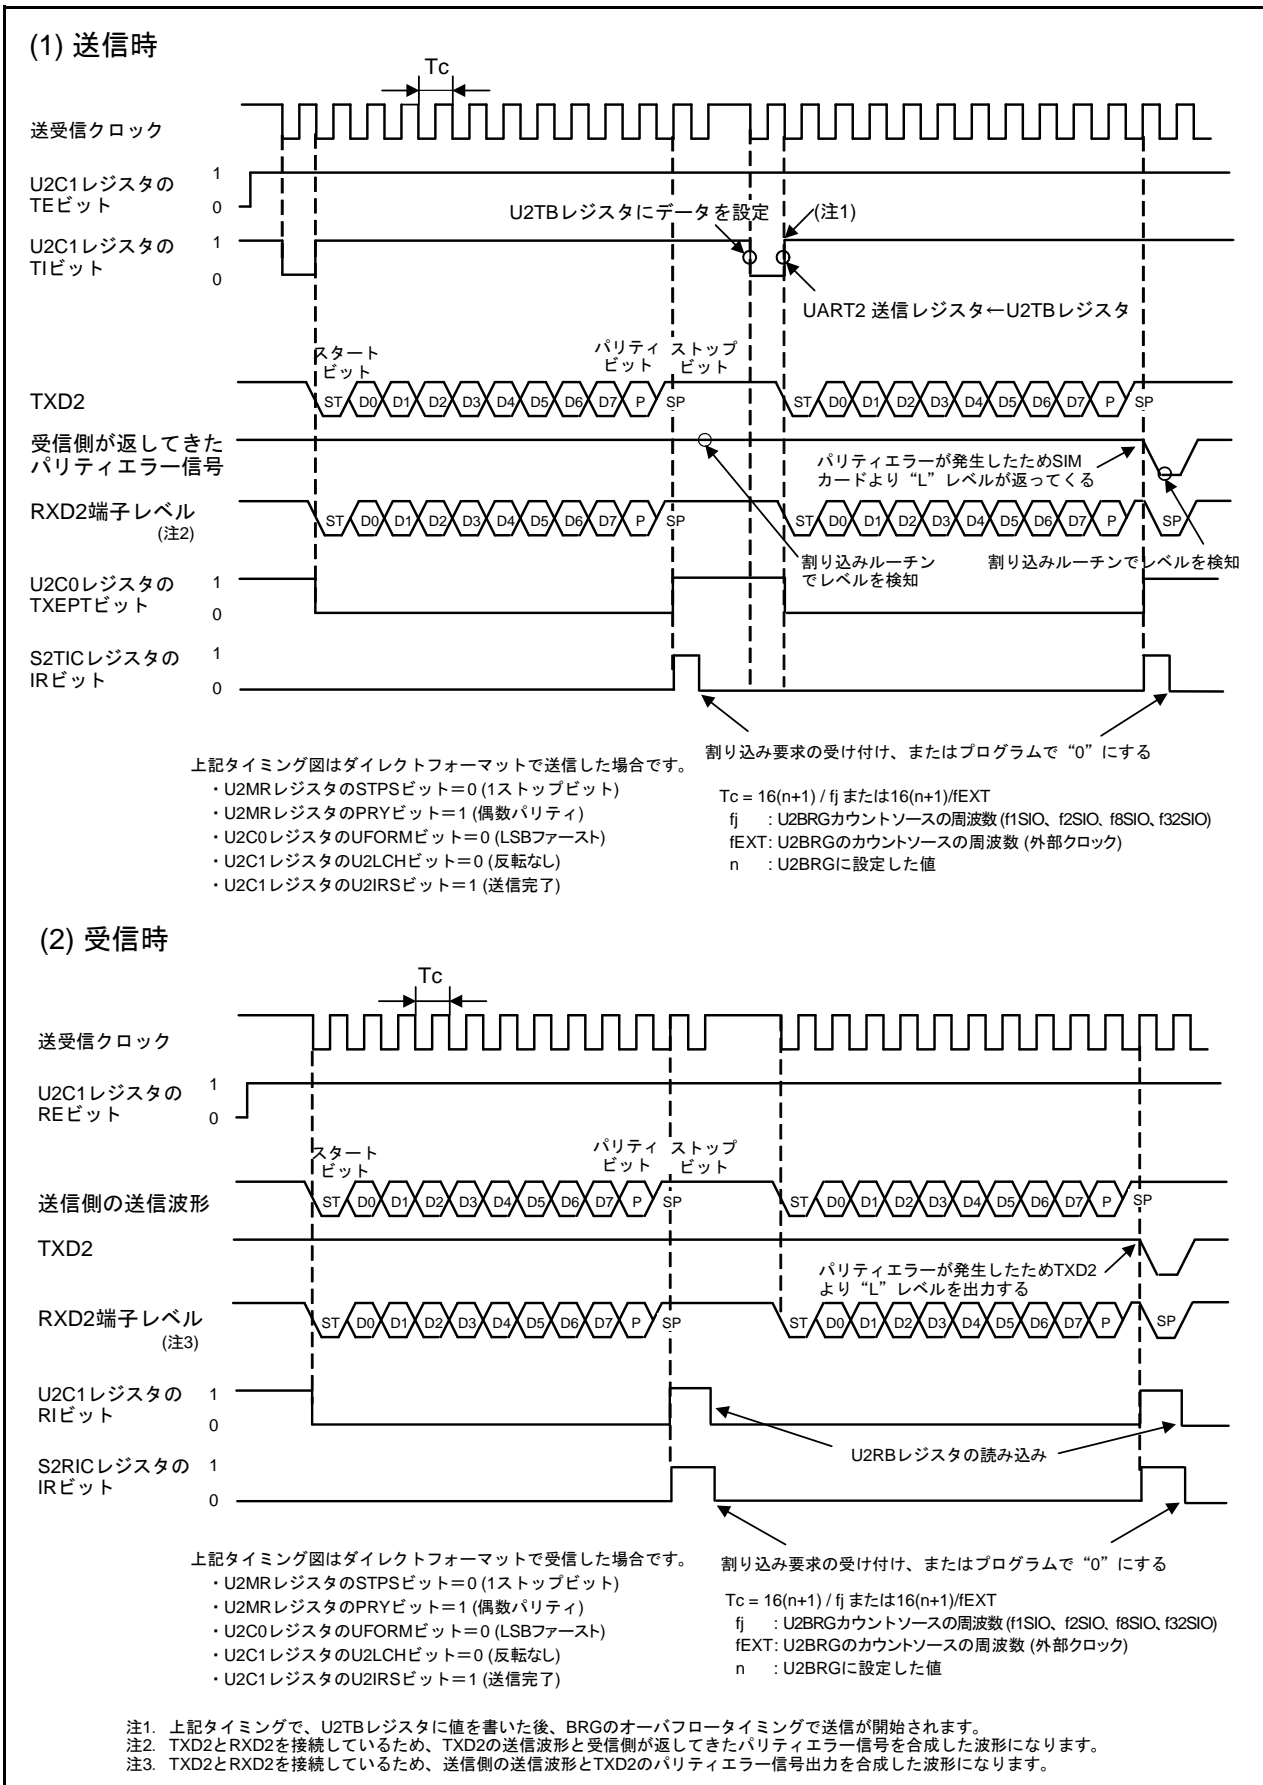 (1) 送信時
Tc
送受信クロック
U2C1レジスタの
TEビット
1
0
U2TBレジスタにデータを設定
(注1)
U2C1レジスタの
TIビット
1
0
UART2 送信レジスタ←U2TBレジスタ
スタート
ビット
パリティ
ビット
ストップ
ビット
TXD2
ST D0 D1 D2 D3 D4 D5 D6 D7 P SP
ST D0 D1 D2 D3 D4 D5 D6 D7 P SP
受信側が返してきた
パリティエラー信号
パリティエラーが発生したためSIM
カードより“L”レベルが返ってくる
RXD2端子レベル
(注2)
ST D0 D1 D2 D3 D4 D5 D6 D7 P SP
ST D0 D1 D2 D3 D4 D5 D6 D7 P SP
割り込みルーチン
でレベルを検知
割り込みルーチンでレベルを検知
U2C0レジスタの
TXEPTビット
1
0
S2TICレジスタの
IRビット
1
0
割り込み要求の受け付け、またはプログラムで“0”にする
上記タイミング図はダイレクトフォーマットで送信した場合です。
・U2MRレジスタのSTPSビット＝0 (1ストップビット)
・U2MRレジスタのPRYビット＝1 (偶数パリティ)
・U2C0レジスタのUFORMビット＝0 (LSBファースト)
・U2C1レジスタのU2LCHビット＝0 (反転なし)
・U2C1レジスタのU2IRSビット＝1 (送信完了)
Tc = 16(n+1) / fj または16(n+1)/fEXT
fj : U2BRGカウントソースの周波数 (f1SIO、f2SIO、f8SIO、f32SIO)
fEXT : U2BRGのカウントソースの周波数 (外部クロック)
n : U2BRGに設定した値
(2) 受信時
Tc
送受信クロック
U2C1レジスタの
REビット
1
0
スタート
ビット
パリティ
ビット
ストップ
ビット
送信側の送信波形
ST D0 D1 D2 D3 D4 D5 D6 D7 P SP
ST D0 D1 D2 D3 D4 D5 D6 D7 P SP
TXD2
パリティエラーが発生したためTXD2
より“L”レベルを出力する
RXD2端子レベル
(注3)
ST D0 D1 D2 D3 D4 D5 D6 D7 P SP
ST D0 D1 D2 D3 D4 D5 D6 D7 P SP
U2C1レジスタの
RIビット
1
0
U2RBレジスタの読み込み
S2RICレジスタの
IRビット
1
0
割り込み要求の受け付け、またはプログラムで“0”にする
上記タイミング図はダイレクトフォーマットで受信した場合です。
・U2MRレジスタのSTPSビット＝0 (1ストップビット)
・U2MRレジスタのPRYビット＝1 (偶数パリティ)
・U2C0レジスタのUFORMビット＝0 (LSBファースト)
・U2C1レジスタのU2LCHビット＝0 (反転なし)
・U2C1レジスタのU2IRSビット＝1 (送信完了)
Tc = 16(n+1) / fj または16(n+1)/fEXT
fj : U2BRGカウントソースの周波数 (f1SIO、f2SIO、f8SIO、f32SIO)
fEXT : U2BRGのカウントソースの周波数 (外部クロック)
n : U2BRGに設定した値
注1. 上記タイミングで、U2TBレジスタに値を書いた後、BRGのオーバフロータイミングで送信が開始されます。
注2. TXD2とRXD2を接続しているため、TXD2の送信波形と受信側が返してきたパリティエラー信号を合成した波形になります。
注3. TXD2とRXD2を接続しているため、送信側の送信波形とTXD2のパリティエラー信号出力を合成した波形になります。